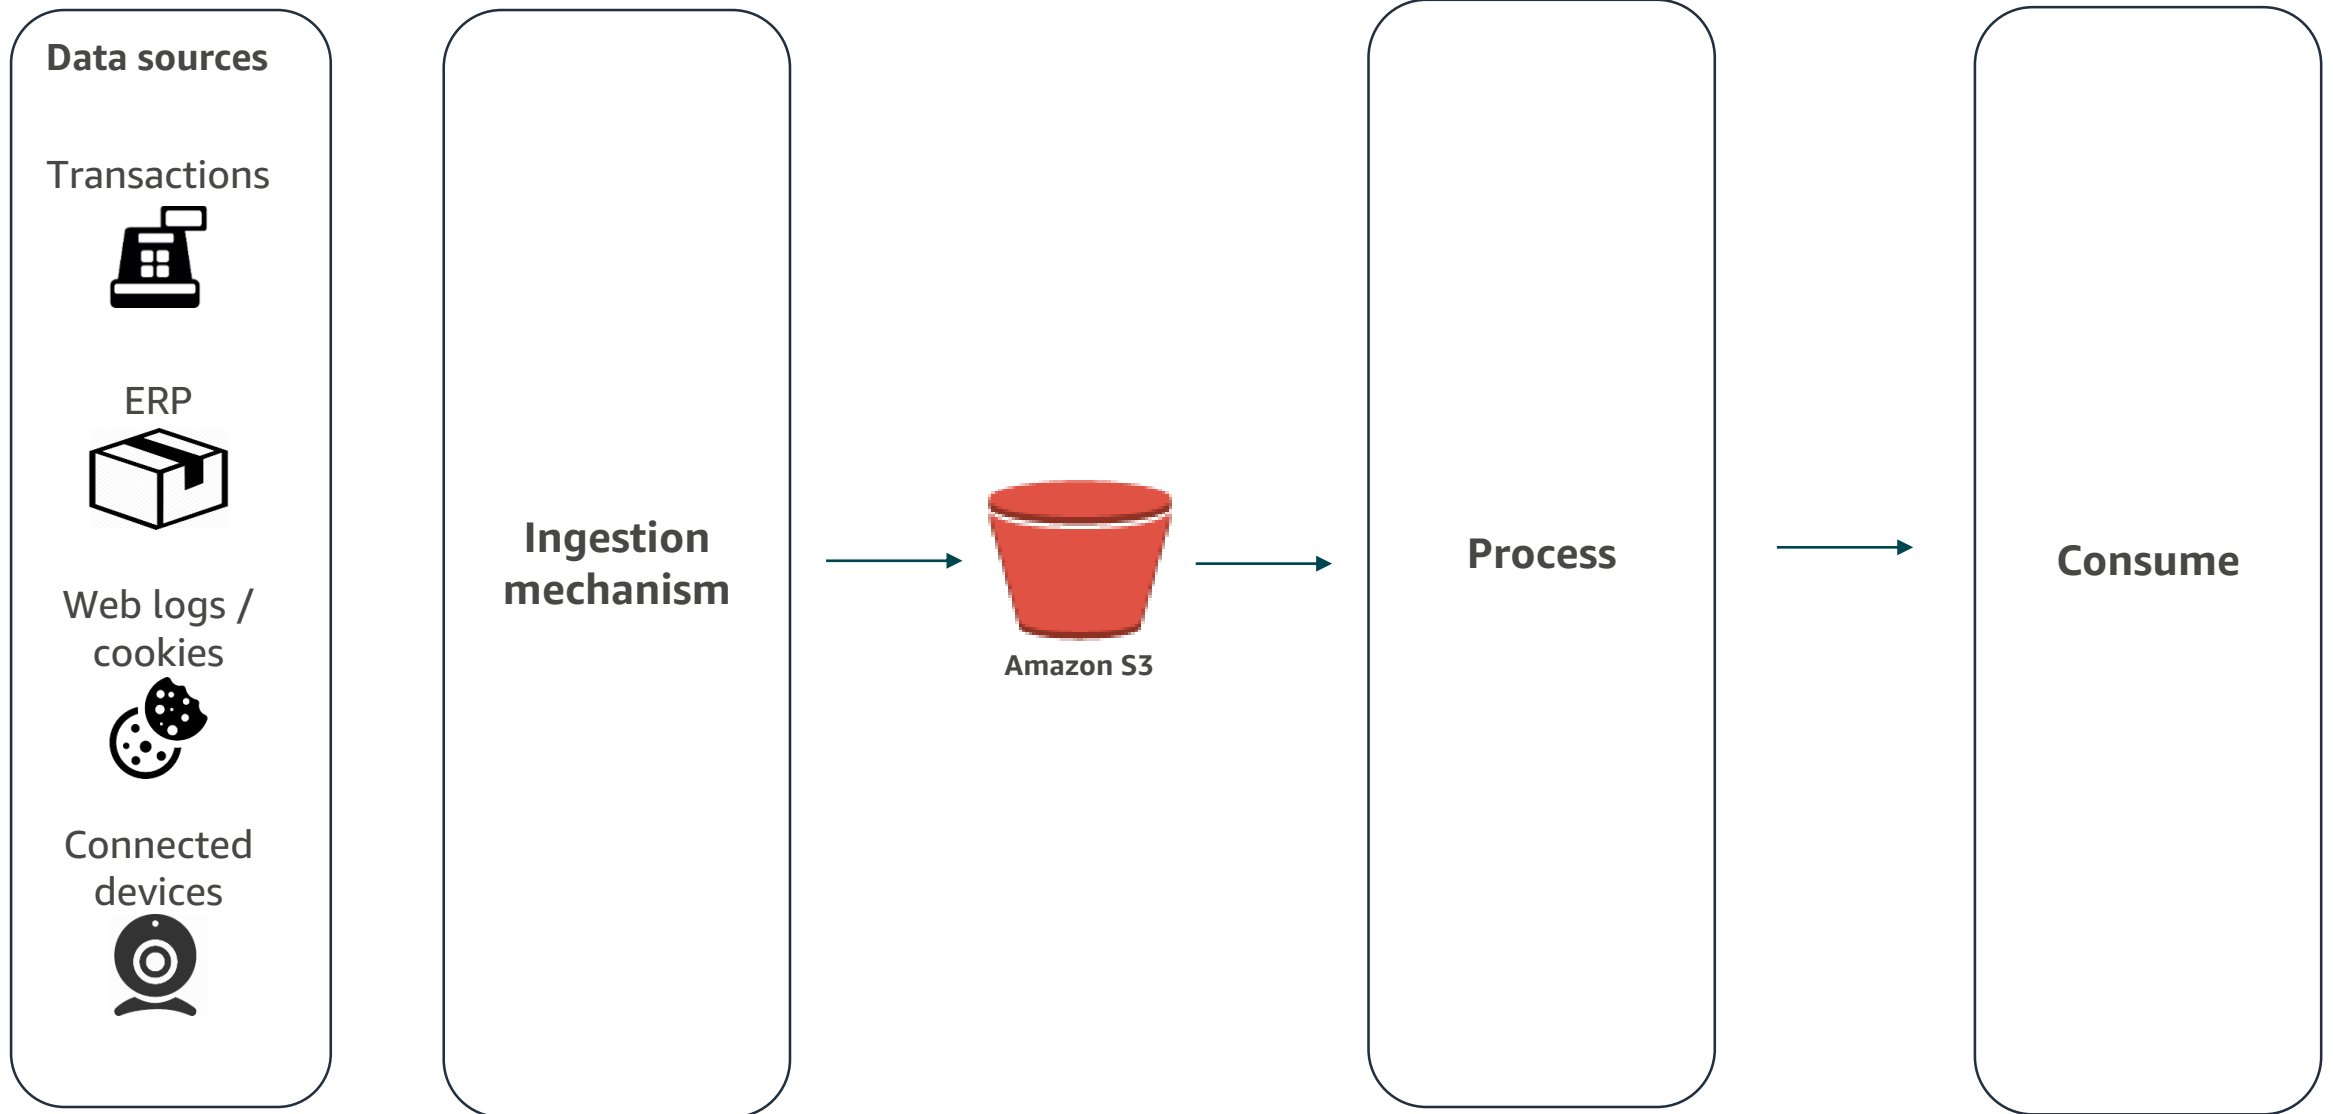 Data sources
Transactions
ERP
Web logs /
cookies
Connected
devices
Ingestion
mechanism
Amazon S3
Process
Consume